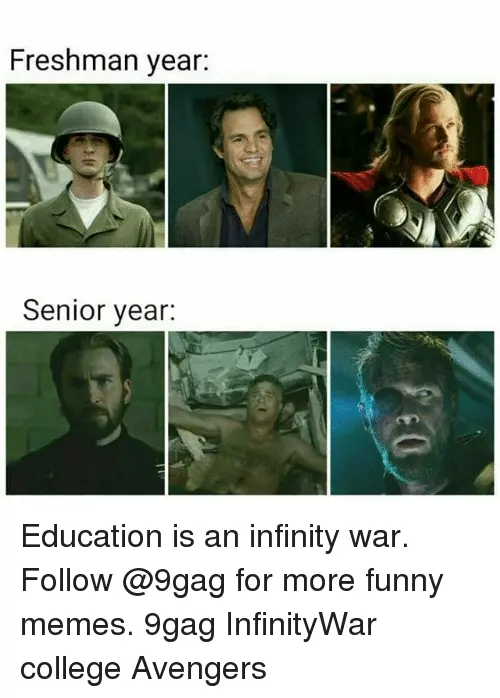 Freshman year:
Senior year:
Education is an infinity war.
Follow @9gag for more funny
memes. 9gag InfinityWar
college Avengers